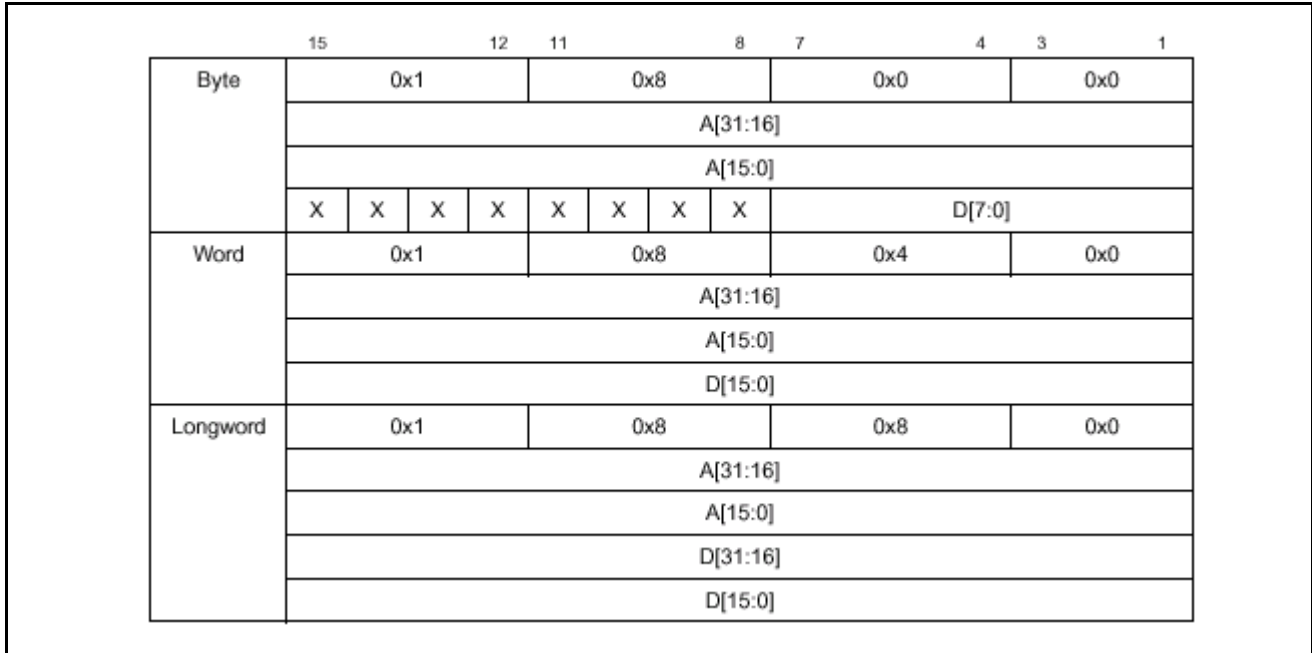 15 12 11 8 7 4 3 1
Byte 0x1 0x8 0x0 0x0
A[31:16]
A[15:0]
X X X X X X X X D[7:0]
Word 0x1 0x8 0x4 0x0
A[31:16]
A[15:0]
D[15:0]
Longword 0x1 0x8 0x8 0x0
A[31:16]
A[15:0]
D[31:16]
D[15:0]